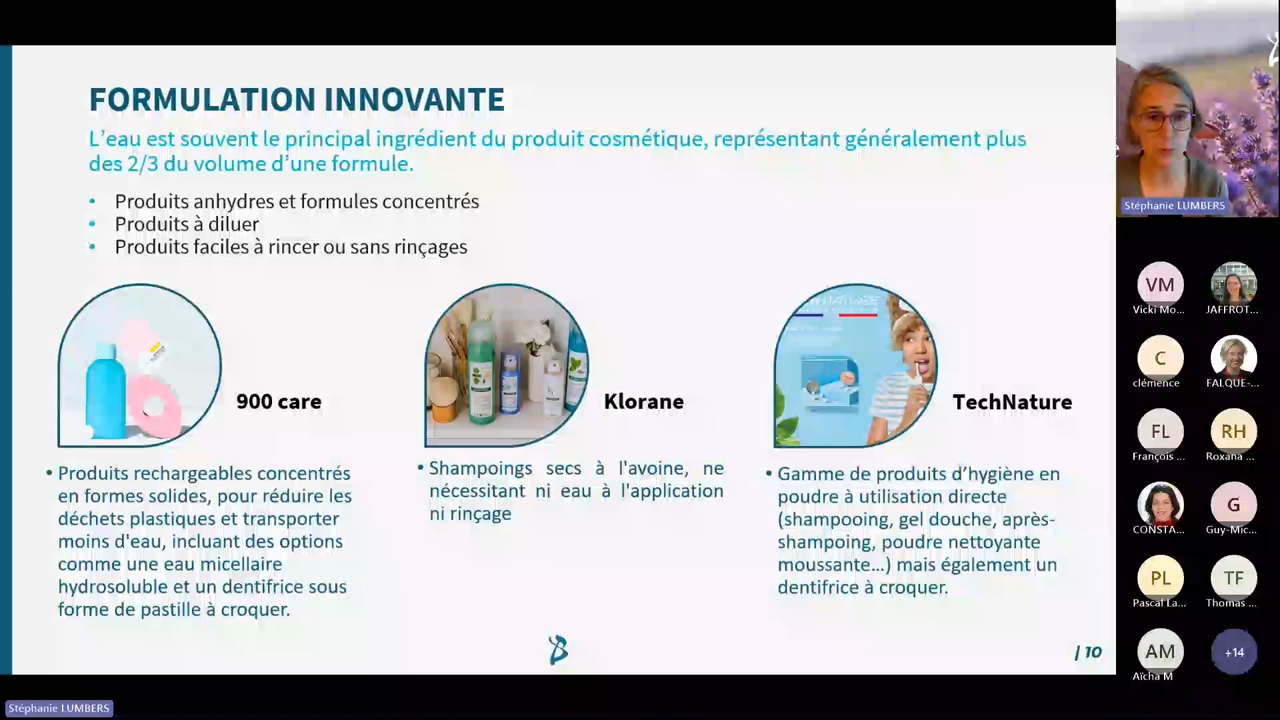 FORMULATION INNOVANTE
L'eau est souvent le principal ingrédient du produit cosmétique, représentant généralement plus
des 2/3 du volume d'une formule.
• Produits anhydres et formules concentrés
• Produits à diluer
• Produits faciles à rincer ou sans rinçages
900 care
• Produits rechargeables concentrés
en formes solides, pour réduire les
déchets plastiques et transporter
moins d'eau, incluant des options
comme une eau micellaire
hydrosoluble et un dentifrice sous
forme de pastille à croquer.
Klorane
• Shampoings secs à l'avoine, ne
nécessitant ni eau à l'application
ni rinçage
TechNature
• Gamme de produits d'hygiène en
poudre à utilisation directe
(shampooing, gel douche, après-
shampoing, poudre nettoyante
moussante...) mais également un
dentifrice à croquer.
/ 10
Stéphanie LUMBERS
VM
Vicki Mo...
JAFFROT...
C
clémence
FALQUE-...
FL
François ...
RH
Roxana ...
CONSTA...
G
Guy-Mic...
PL
Pascal La...
TF
Thomas ...
AM
Aïcha M
+14
Stéphanie LUMBERS